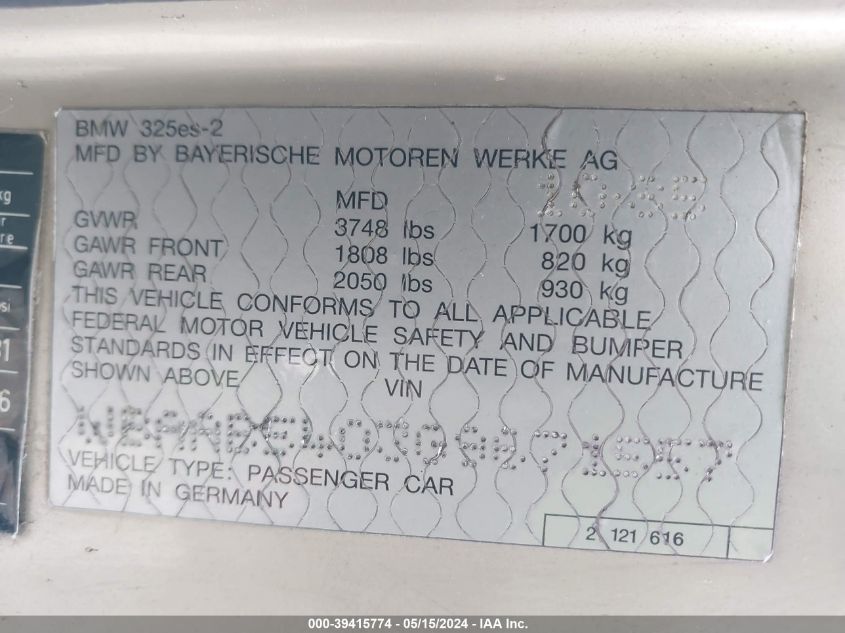 BMW 325es-2
MFD BY BAYERISCHE MOTOREN WERKE AG
MFD
GVWR 3748 lbs 1700 kg
GAWR FRONT 1808 lbs 820 kg
GAWR REAR 2050 lbs 930 kg
THIS VEHICLE CONFORMS TO ALL APPLICABLE
FEDERAL MOTOR VEHICLE SAFETY AND BUMPER
STANDARDS IN EFFECT ON THE DATE OF MANUFACTURE
SHOWN ABOVE VIN
VEHICLE TYPE: PASSENGER CAR
MADE IN GERMANY
2 121 616
kg
000-39415774 - 05/15/2024 - IAA Inc.